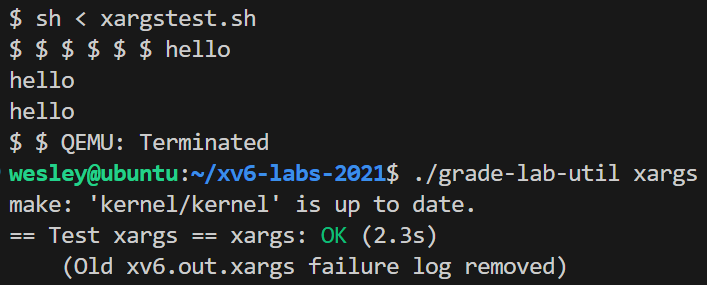 $ sh < xargstest.sh
$ $ $ $ $ $ hello
hello
hello
$ $ QEMU: Terminated
wesley@ubuntu:~/xv6-labs-2021$ ./grade-lab-util xargs
make: 'kernel/kernel' is up to date.
== Test xargs == xargs: OK (2.3s)
    (Old xv6.out.xargs failure log removed)